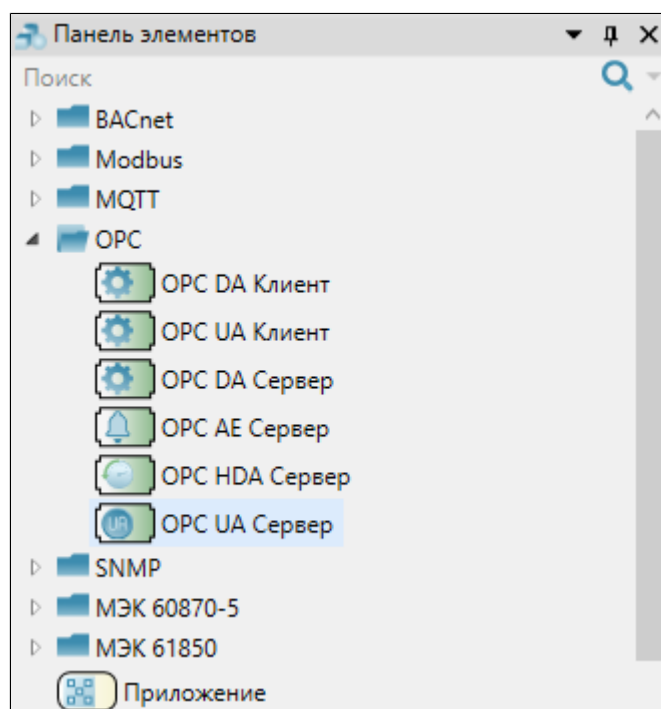 Панель элементов
Поиск
BACnet
Modbus
MQTT
OPC
OPC DA Клиент
OPC UA Клиент
OPC DA Сервер
OPC AE Сервер
OPC HDA Сервер
UA OPC UA Сервер
SNMP
МЭК 60870-5
МЭК 61850
Приложение